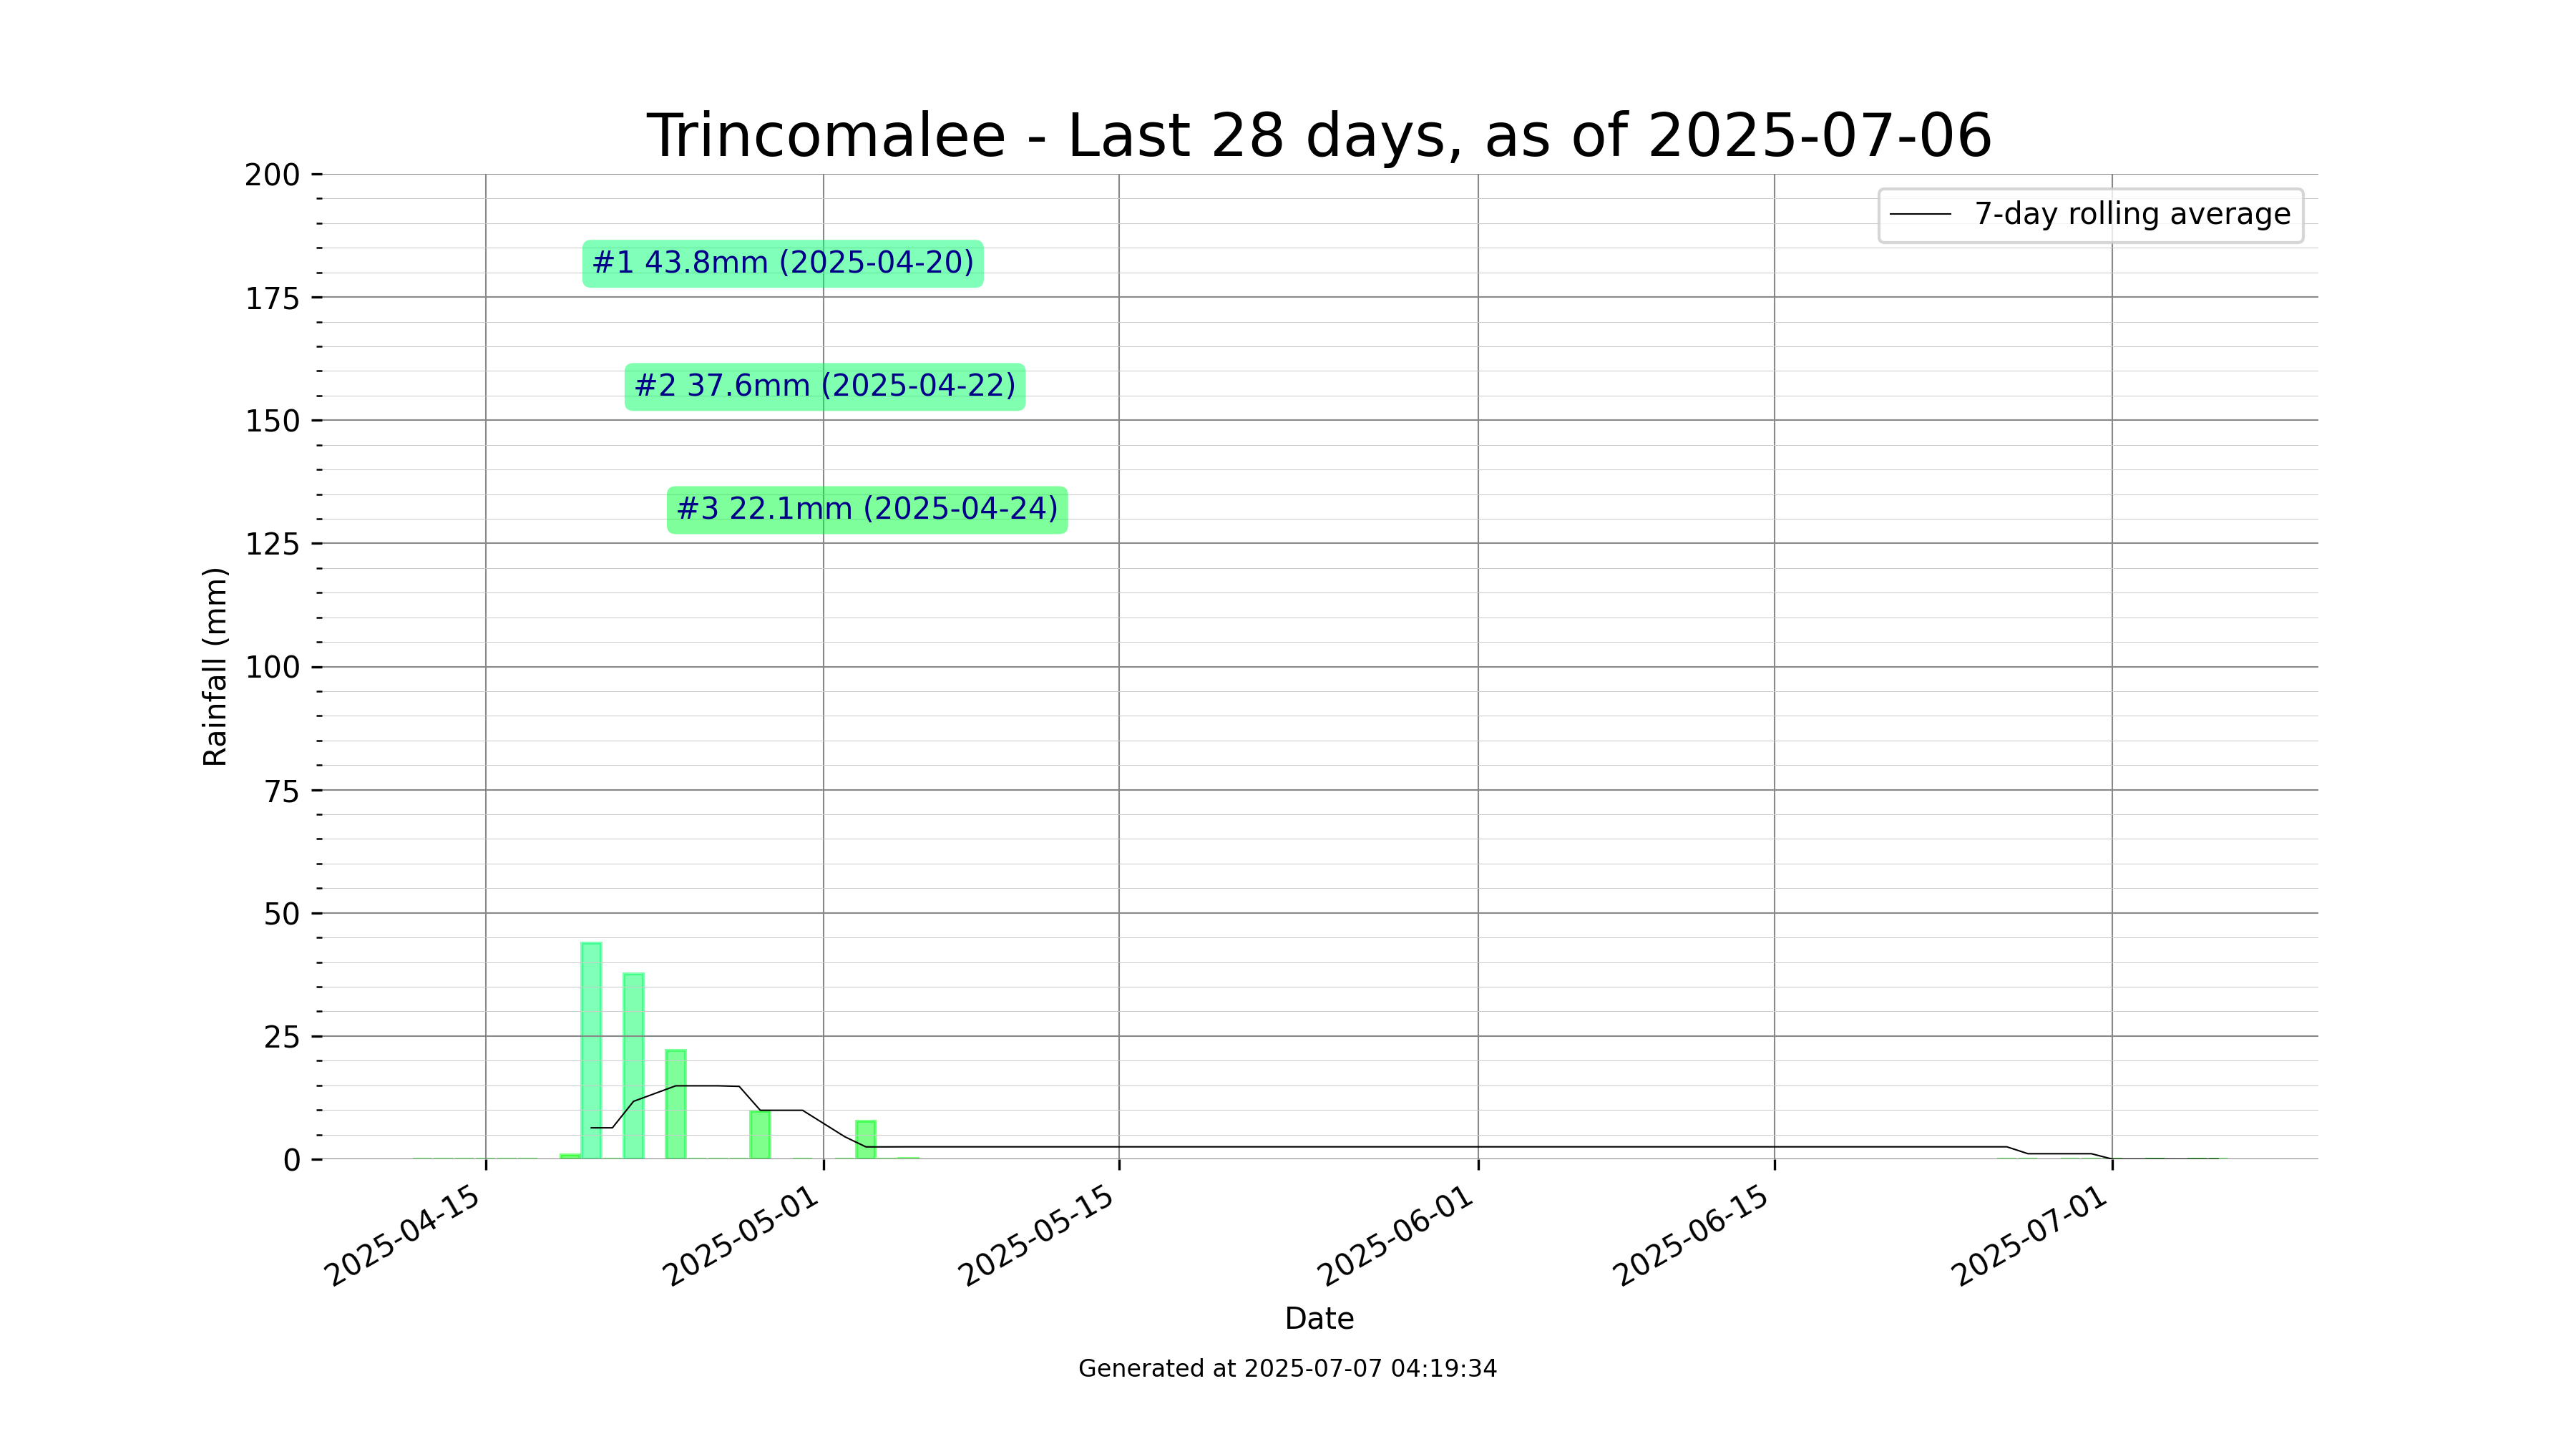 Trincomalee - Last 28 days, as of 2025-07-06
200
175
150
125
100
75
50
25
0
Rainfall (mm)
7-day rolling average
#1 43.8mm (2025-04-20)
#2 37.6mm (2025-04-22)
#3 22.1mm (2025-04-24)
2025-04-15
2025-05-01
2025-05-15
2025-06-01
2025-06-15
2025-07-01
Date
Generated at 2025-07-07 04:19:34